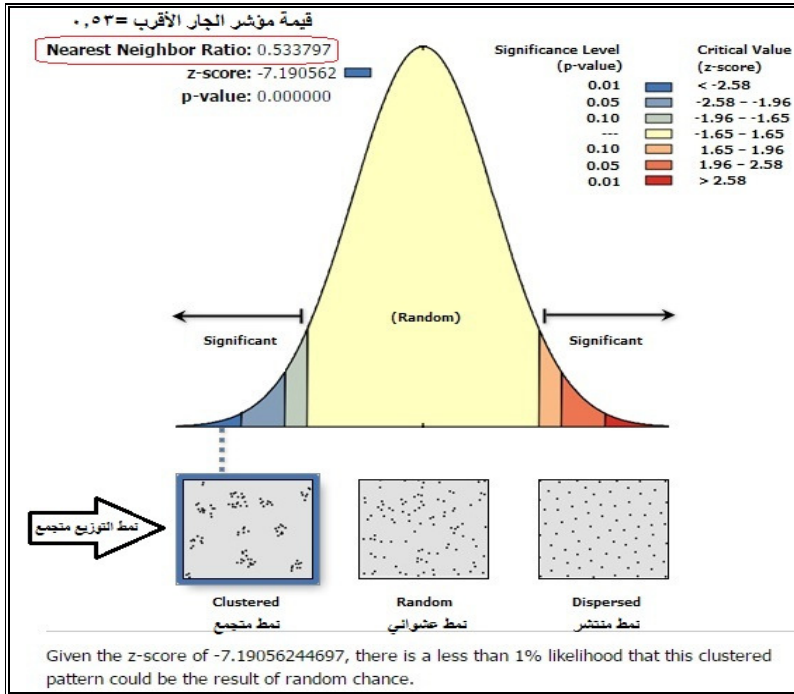 قيمة مؤشر الجار الأقرب =٠,٥٣
Nearest Neighbor Ratio: 0.533797
z-score: -7.190562
p-value: 0.000000
Significance Level (p-value)
Critical Value (z-score)
0.01 < -2.58
0.05 -2.58 – -1.96
0.10 -1.96 – -1.65
--- -1.65 – 1.65
0.10 1.65 – 1.96
0.05 1.96 – 2.58
0.01 > 2.58
Significant
(Random)
Significant
نمط التوزيع متجمع
Clustered
Random
Dispersed
نمط متجمع
نمط عشوائي
نمط منتشر
Given the z-score of -7.19056244697, there is a less than 1% likelihood that this clustered
pattern could be the result of random chance.